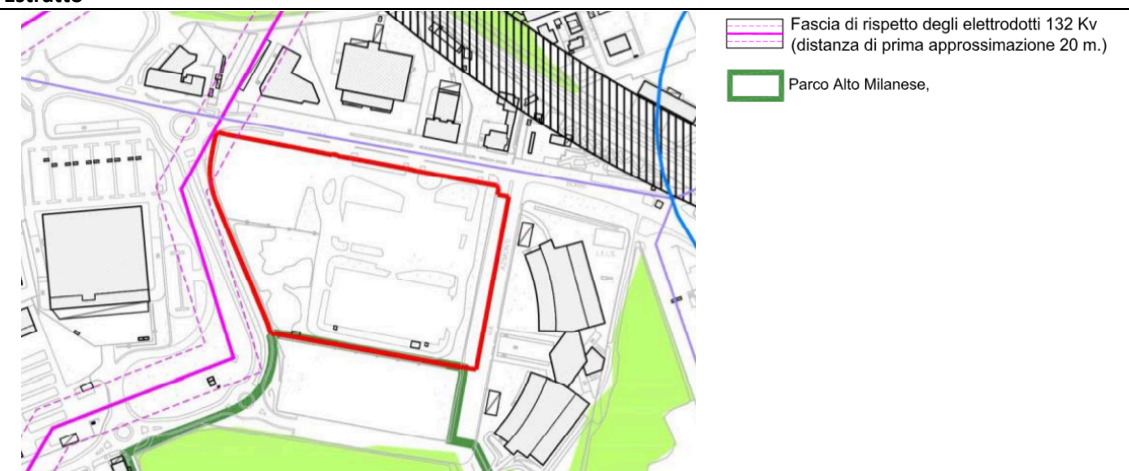 Estratto
Fascia di rispetto degli elettrodotti 132 Kv
(distanza di prima approssimazione 20 m.)
Parco Alto Milanese,